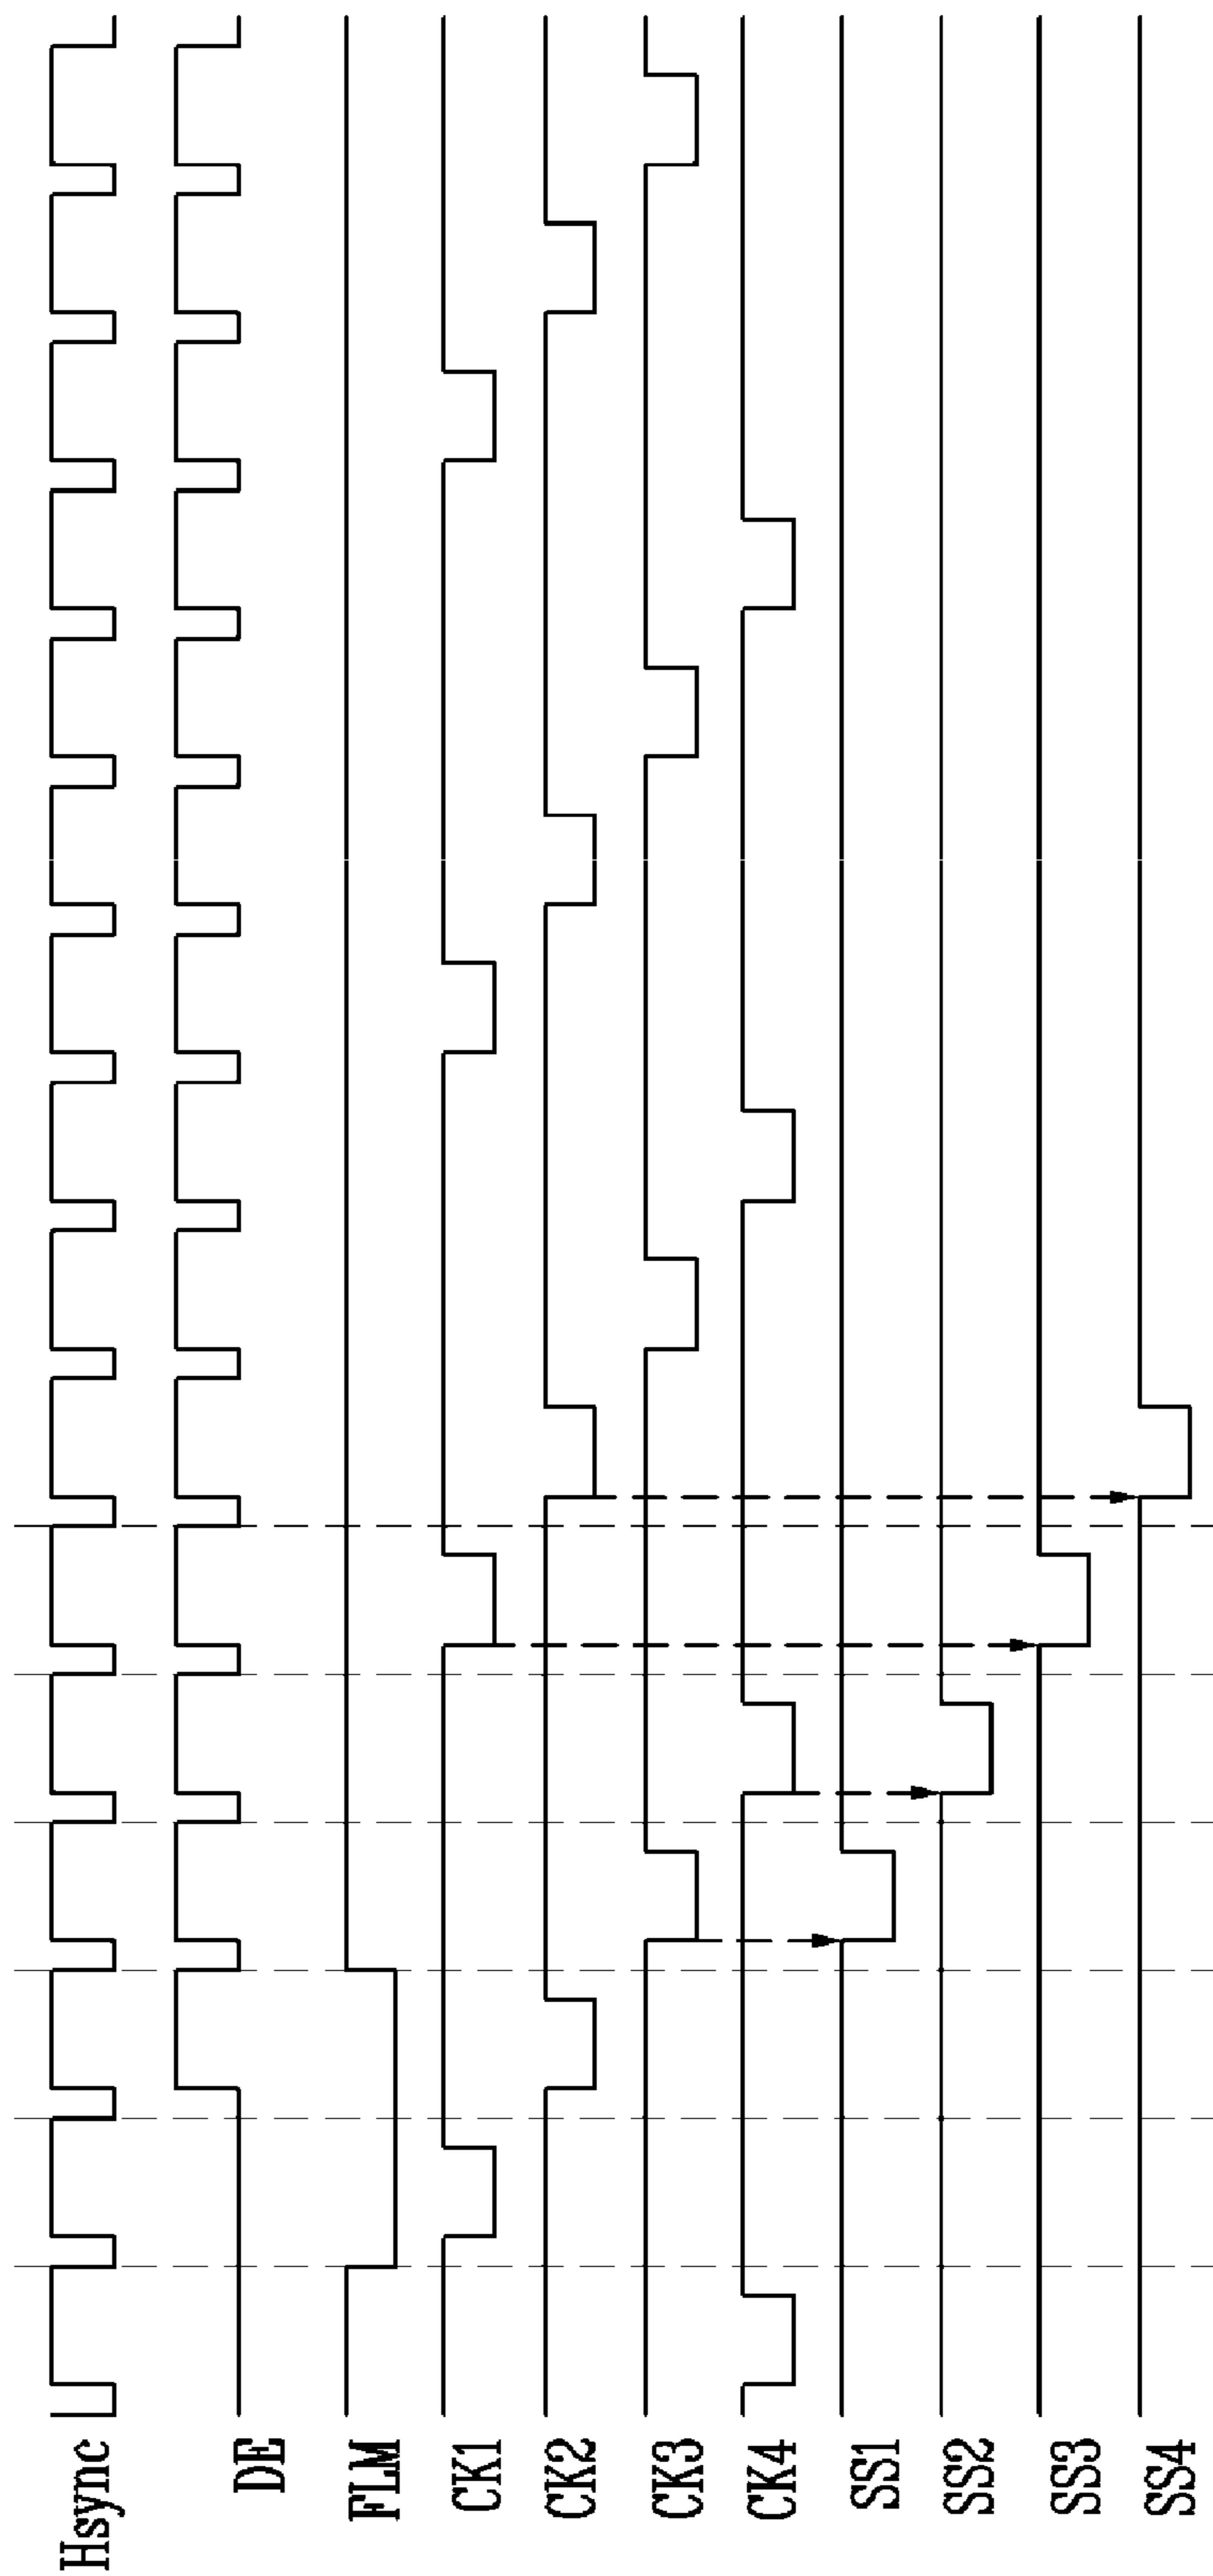 Hsync
DE
FLM
CK1
CK2
CK3
CK4
SS1
SS2
SS3
SS4